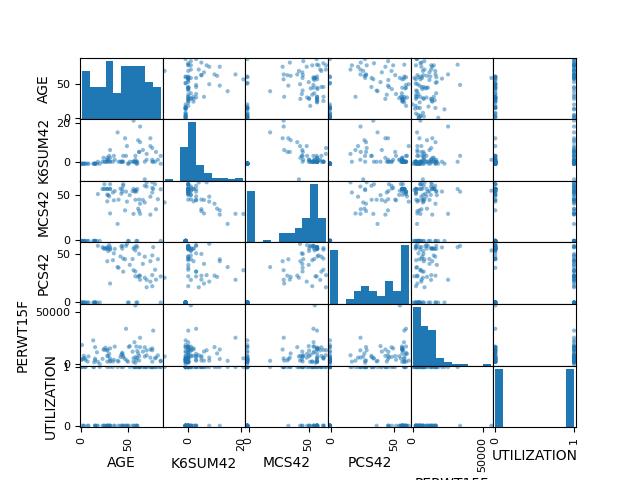 AGE
50
0
K6SUM42
20
0
MCS42
50
0
PCS42
50
0
PERWT15F
50000
0
UTILIZATION
1
0
0 50 0 20 0 50 0 50 0 50000 0 1
AGE K6SUM42 MCS42 PCS42 UTILIZATION
PERWT15F